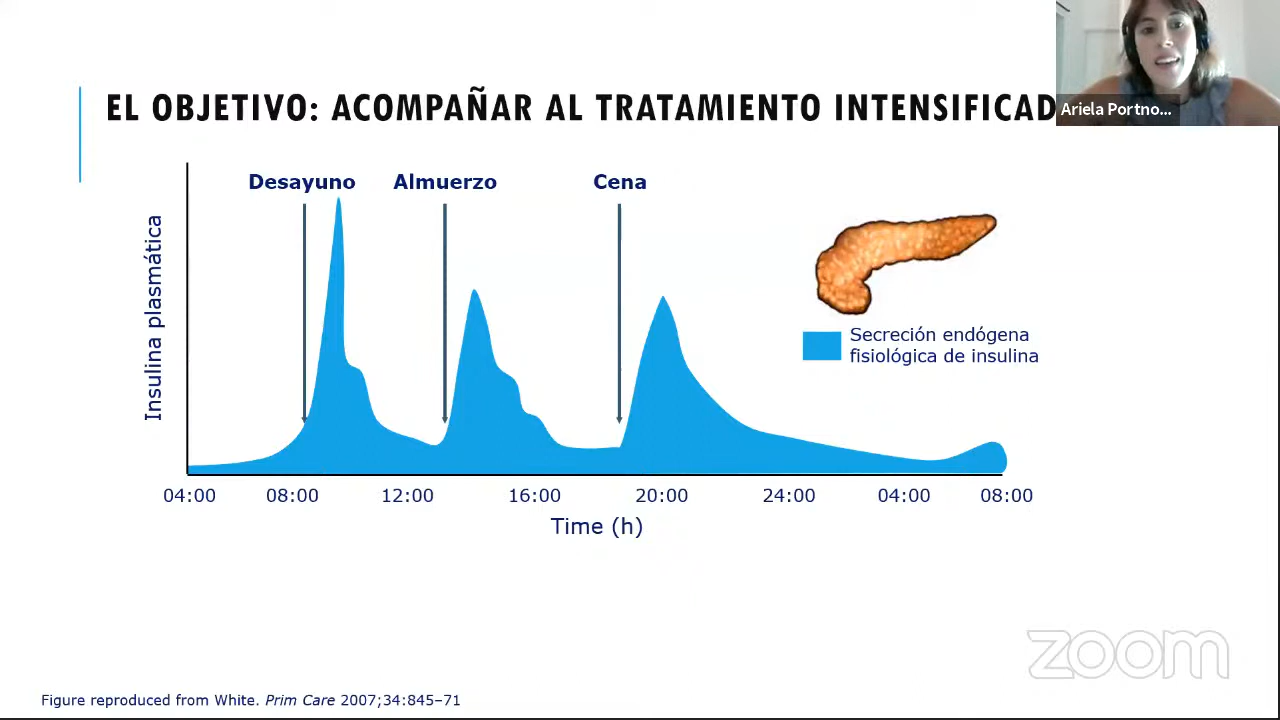 EL OBJETIVO: ACOMPAÑAR AL TRATAMIENTO INTENSIFICAD
Ariela Portno...
Desayuno
Almuerzo
Cena
Insulina plasmática
Secreción endógena
fisiológica de insulina
04:00 08:00 12:00 16:00 20:00 24:00 04:00 08:00
Time (h)
zoom
Figure reproduced from White. Prim Care 2007;34:845–71